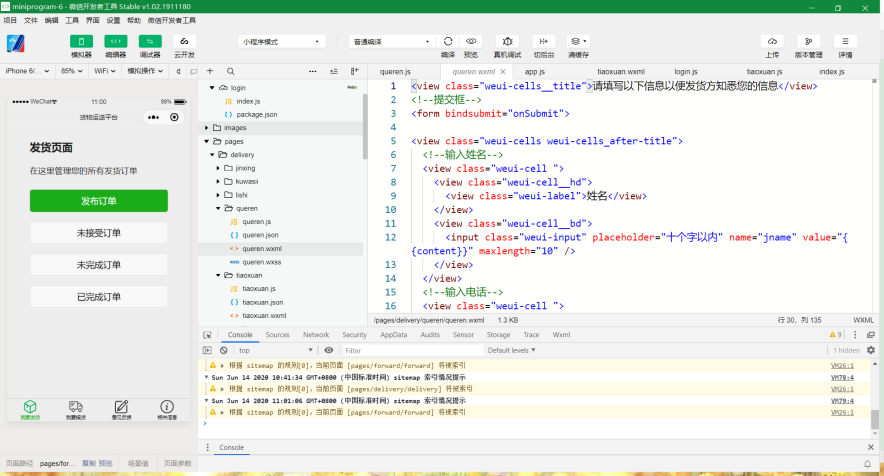 miniprogram-6 - 微信开发者工具 Stable v1.02.1911180
项目 文件 编辑 工具 界面 设置 帮助 微信开发者工具
模拟器 编辑器 调试器 云开发
小程序模式 普通编译
编译 预览 真机调试 切后台 清缓存
上传 版本管理 详情
iPhone 6/... 85% WiFi 模拟操作
WeChat 11:00 98%
货物运送平台
发货页面
在这里管理您的所有发货订单
发布订单
未接受订单
未完成订单
已完成订单
我要发货 我要接货 意见反馈 相关信息
页面路径 pages/for... 复制 预览 场景值 页面参数
login
index.js
package.json
images
pages
delivery
jinxing
kuwasii
lishi
queren
queren.js
queren.json
queren.wxml
queren.wxss
tiaoxuan
tiaoxuan.js
tiaoxuan.json
tiaoxuan.wxml
queren.js queren.wxml app.js tiaoxuan.wxml login.js tiaoxuan.js index.js
1 <view class="weui-cells__title">请填写以下信息以便发货方知悉您的信息</view>
2 <!--提交框-->
3 <form bindsubmit="onSubmit">
4
5 <view class="weui-cells weui-cells_after-title">
6 <!--输入姓名-->
7 <view class="weui-cell ">
8 <view class="weui-cell__hd">
9 <view class="weui-label">姓名</view>
10 </view>
11 <view class="weui-cell__bd">
12 <input class="weui-input" placeholder="十个字以内" name="jname" value="{
{content}}" maxlength="10" />
13 </view>
14 </view>
15 <!--输入电话-->
16 <view class="weui-cell ">
/pages/delivery/queren/queren.wxml 1.3 KB 行 30，列 135 WXML
Console Sources Network Security AppData Audits Sensor Storage Trace Wxml 9
top Filter Default levels 1 hidden
根据 sitemap 的规则[0]，当前页面 [pages/forward/forward] 将被索引 VM26:1
Sun Jun 14 2020 10:41:34 GMT+0800 (中国标准时间) sitemap 索引情况提示 VM78:4
根据 sitemap 的规则[0]，当前页面 [pages/delivery/delivery] 将被索引 VM26:1
Sun Jun 14 2020 11:01:06 GMT+0800 (中国标准时间) sitemap 索引情况提示 VM79:4
根据 sitemap 的规则[0]，当前页面 [pages/forward/forward] 将被索引 VM26:1
Console